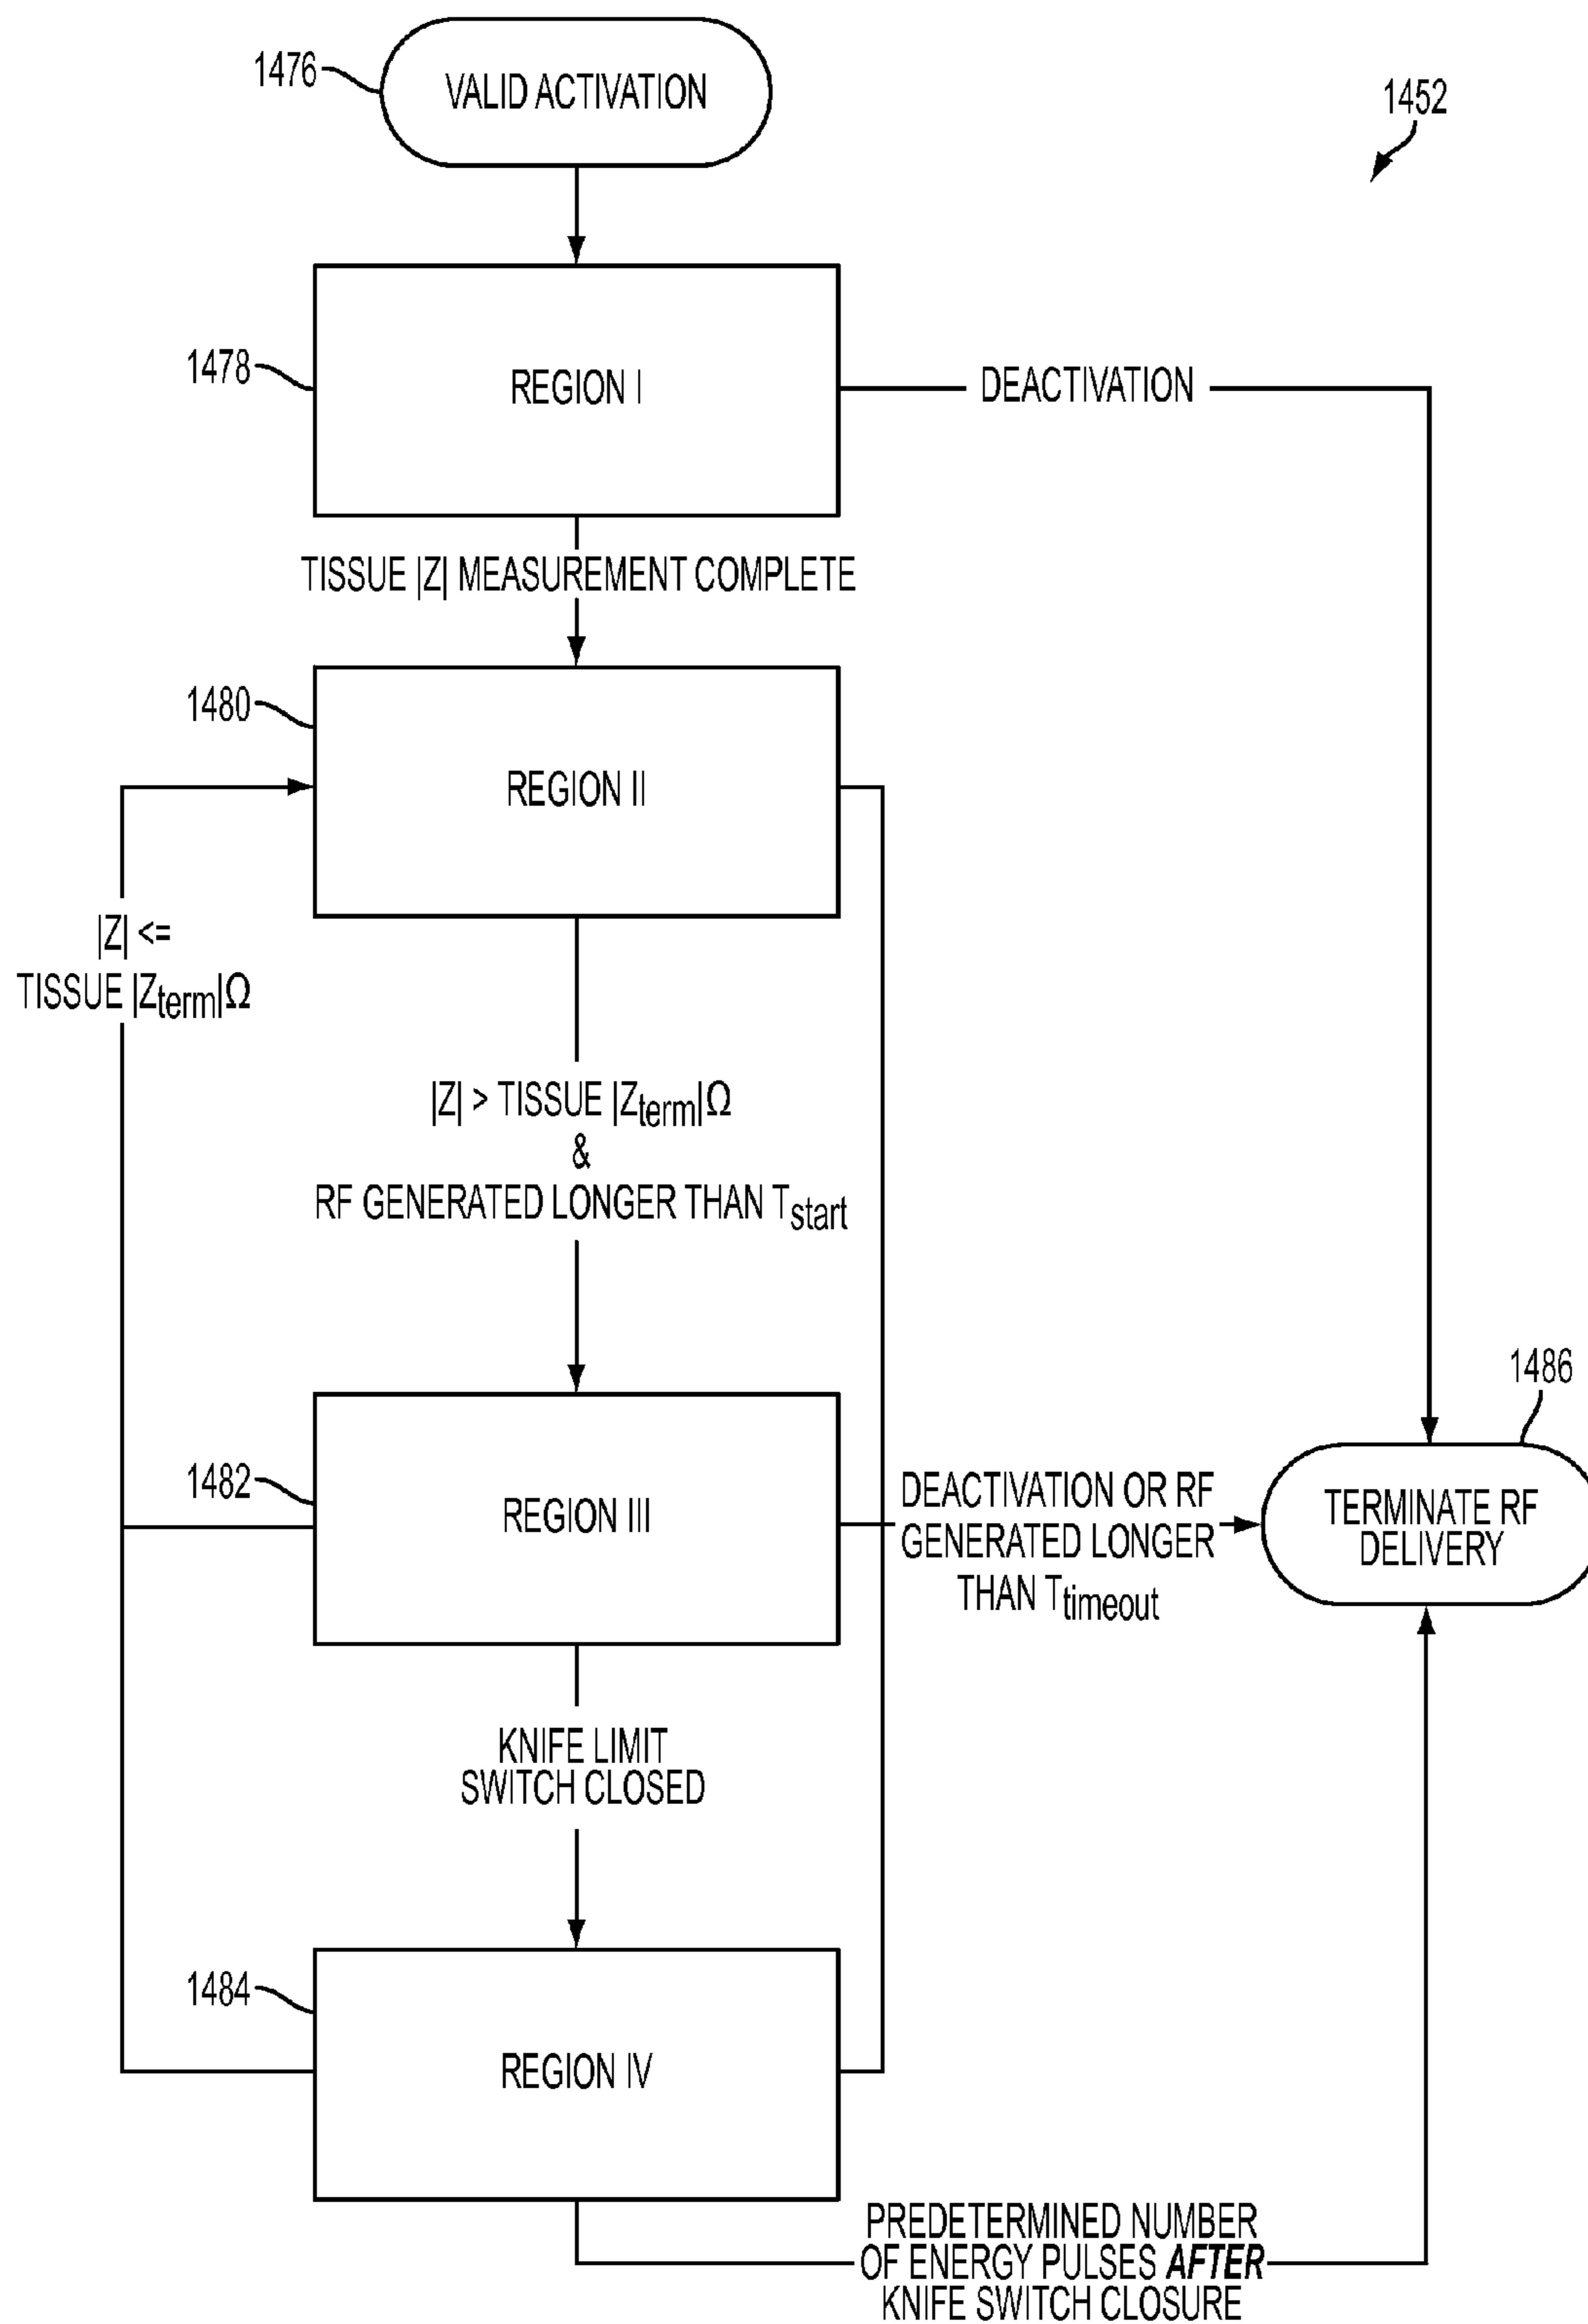 1476
VALID ACTIVATION
1452
1478
REGION I
DEACTIVATION
TISSUE |Z| MEASUREMENT COMPLETE
1480
REGION II
|Z| <=
TISSUE |Zterm|Ω
|Z| > TISSUE |Zterm|Ω
&
RF GENERATED LONGER THAN Tstart
1482
REGION III
DEACTIVATION OR RF
GENERATED LONGER
THAN Ttimeout
1486
TERMINATE RF
DELIVERY
KNIFE LIMIT
SWITCH CLOSED
1484
REGION IV
PREDETERMINED NUMBER
OF ENERGY PULSES AFTER
KNIFE SWITCH CLOSURE